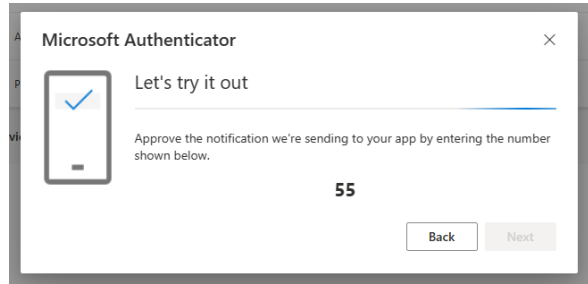 Microsoft Authenticator
Let's try it out
Approve the notification we're sending to your app by entering the number
shown below.
55
Back
Next